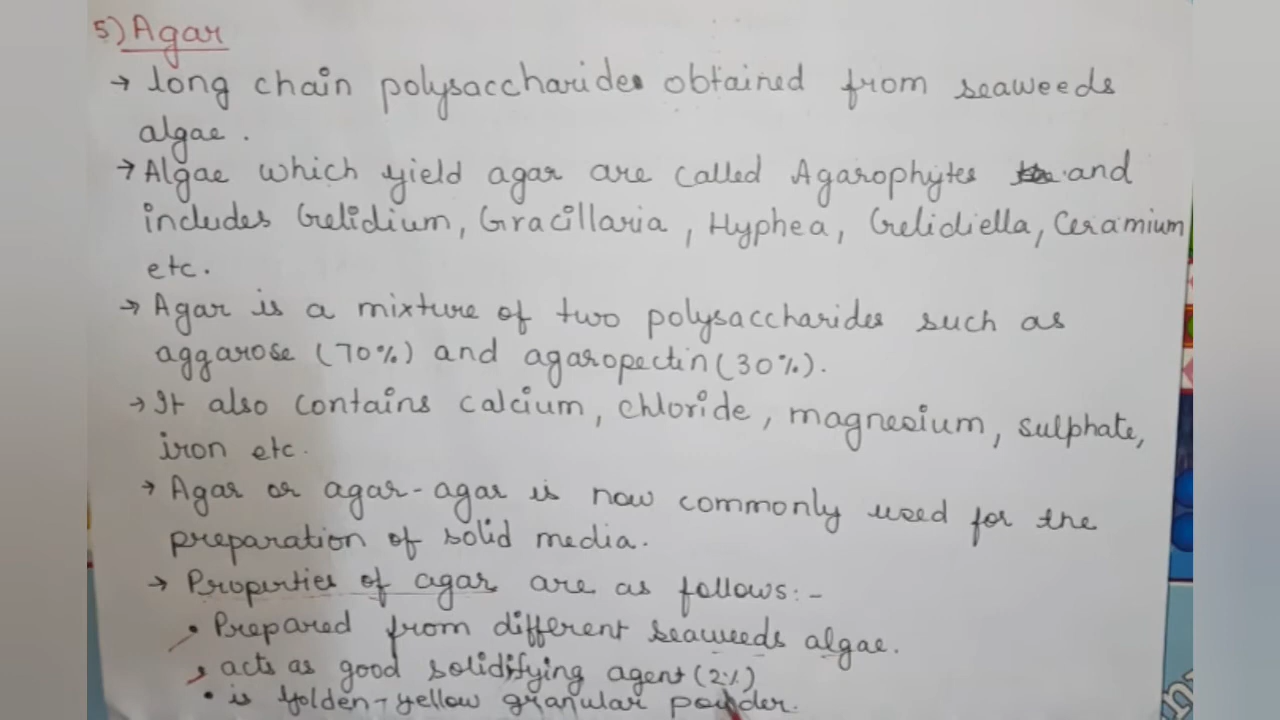 5) Agar
→ long chain polysaccharides obtained from seaweeds
algae.
→ Algae which yield agar are called Agarophytes and
includes Gelidium, Gracillaria, Hyphea, Gelidiella, Ceramium
etc.
→ Agar is a mixture of two polysaccharides such as
aggarose (70%) and agaropectin (30%).
→ It also contains calcium, chloride, magnesium, sulphate,
iron etc.
→ Agar or agar-agar is now commonly used for the
preparation of solid media.
→ Properties of agar are as follows:-
• Prepared from different seaweeds algae.
• acts as good solidifying agent (2%)
• is golden-yellow granular powder.